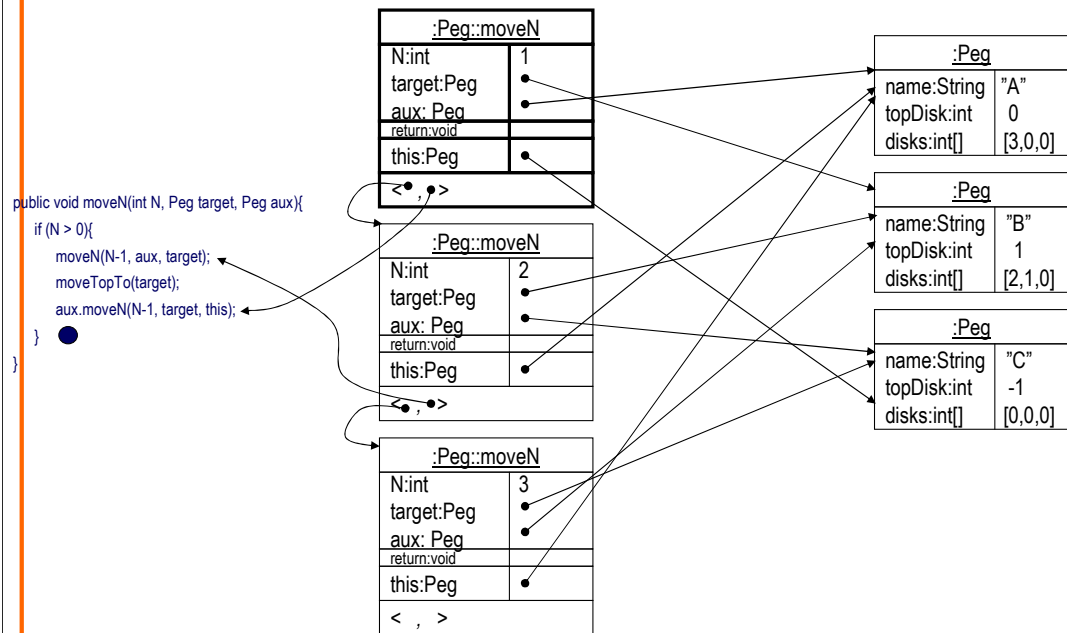 public void moveN(int N, Peg target, Peg aux){
if (N > 0){
moveN(N-1, aux, target);
moveTopTo(target);
aux.moveN(N-1, target, this);
}
}
:Peg::moveN
N:int 1
target:Peg
aux: Peg
return:void
this:Peg
< , >
:Peg::moveN
N:int 2
target:Peg
aux: Peg
return:void
this:Peg
< , >
:Peg::moveN
N:int 3
target:Peg
aux: Peg
return:void
this:Peg
< , >
:Peg
name:String ”A”
topDisk:int 0
disks:int[] [3,0,0]
:Peg
name:String ”B”
topDisk:int 1
disks:int[] [2,1,0]
:Peg
name:String ”C”
topDisk:int -1
disks:int[] [0,0,0]